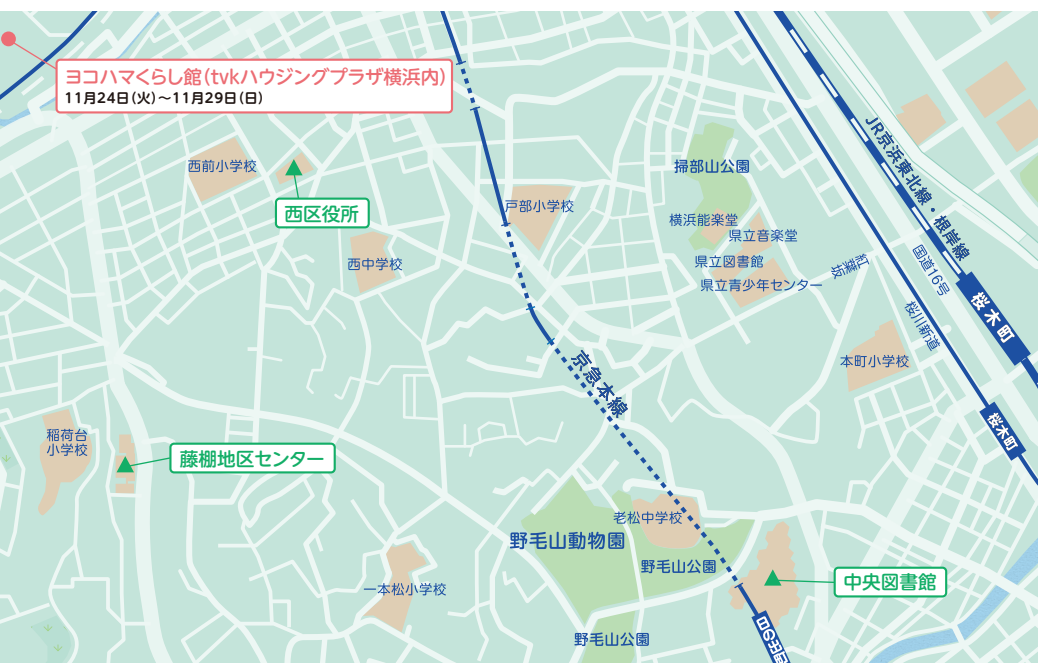 ヨコハマくらし館(tvkハウジングプラザ横浜内)
11月24日(火)～11月29日(日)
西前小学校
西区役所
西中学校
戸部小学校
掃部山公園
横浜能楽堂
県立音楽堂
県立図書館
県立青少年センター
紅葉坂
JR京浜東北線・根岸線
国道16号
桜木町
桜川新道
本町小学校
桜木町
京急本線
稲荷台
小学校
藤棚地区センター
老松中学校
野毛山動物園
野毛山公園
中央図書館
一本松小学校
野毛山公園
日ノ出町